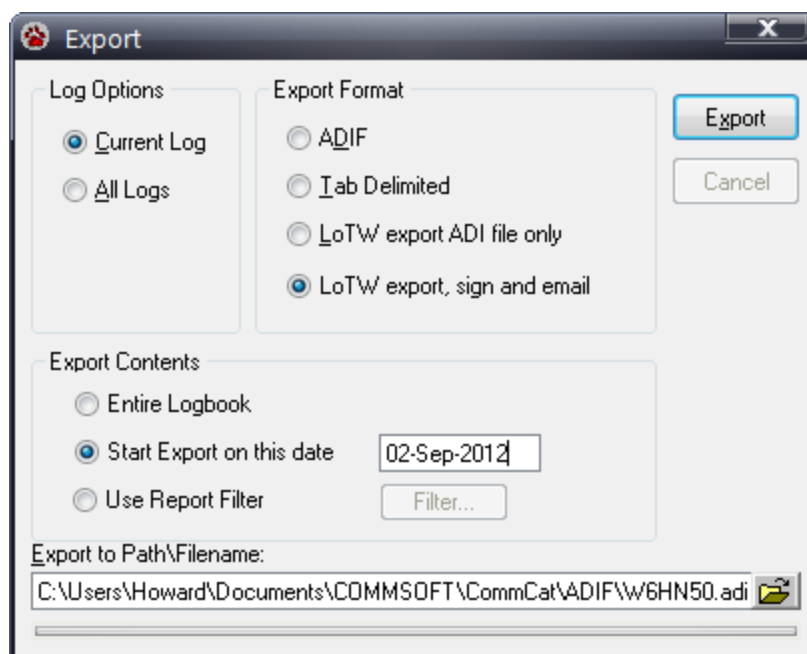 Export
X
Log Options
Current Log
All Logs
Export Format
ADIF
Tab Delimited
LoTW export ADI file only
LoTW export, sign and email
Export
Cancel
Export Contents
Entire Logbook
Start Export on this date 02-Sep-2012
Use Report Filter Filter...
Export to Path\Filename:
C:\Users\Howard\Documents\COMMSOFT\CommCat\ADIF\W6HN50.adi